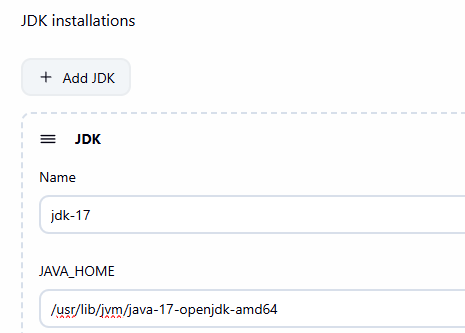 JDK installations
+ Add JDK
JDK
Name
jdk-17
JAVA_HOME
/usr/lib/jvm/java-17-openjdk-amd64